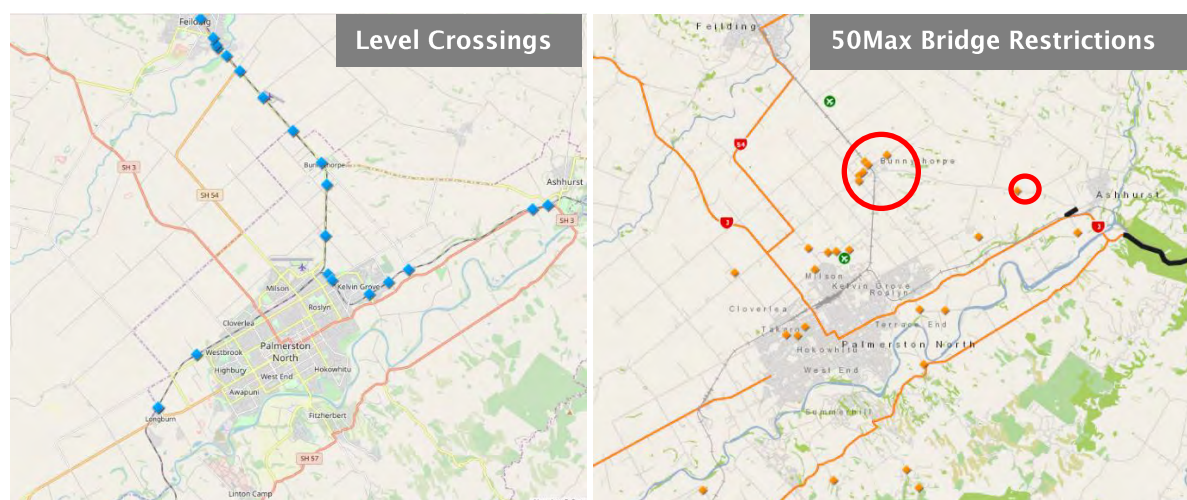 Level Crossings
Feilding
SH 3
Bunnythorpe
SH 54
Ashhurst
SH 3
Milson
Kelvin Grove
Roslyn
Cloverlea
Palmerston
North
Westbrook
Highbury
West End
Hokowhitu
Awapuni
Longburn
Fitzherbert
SH 57
Linton Camp
50Max Bridge Restrictions
Feilding
54
Bunnythorpe
Ashhurst
3
3
Milson
Kelvin Grove
Roslyn
Cloverlea
Takaro
Terrace End
Hokowhitu
Palmerston North
West End
Summerhill